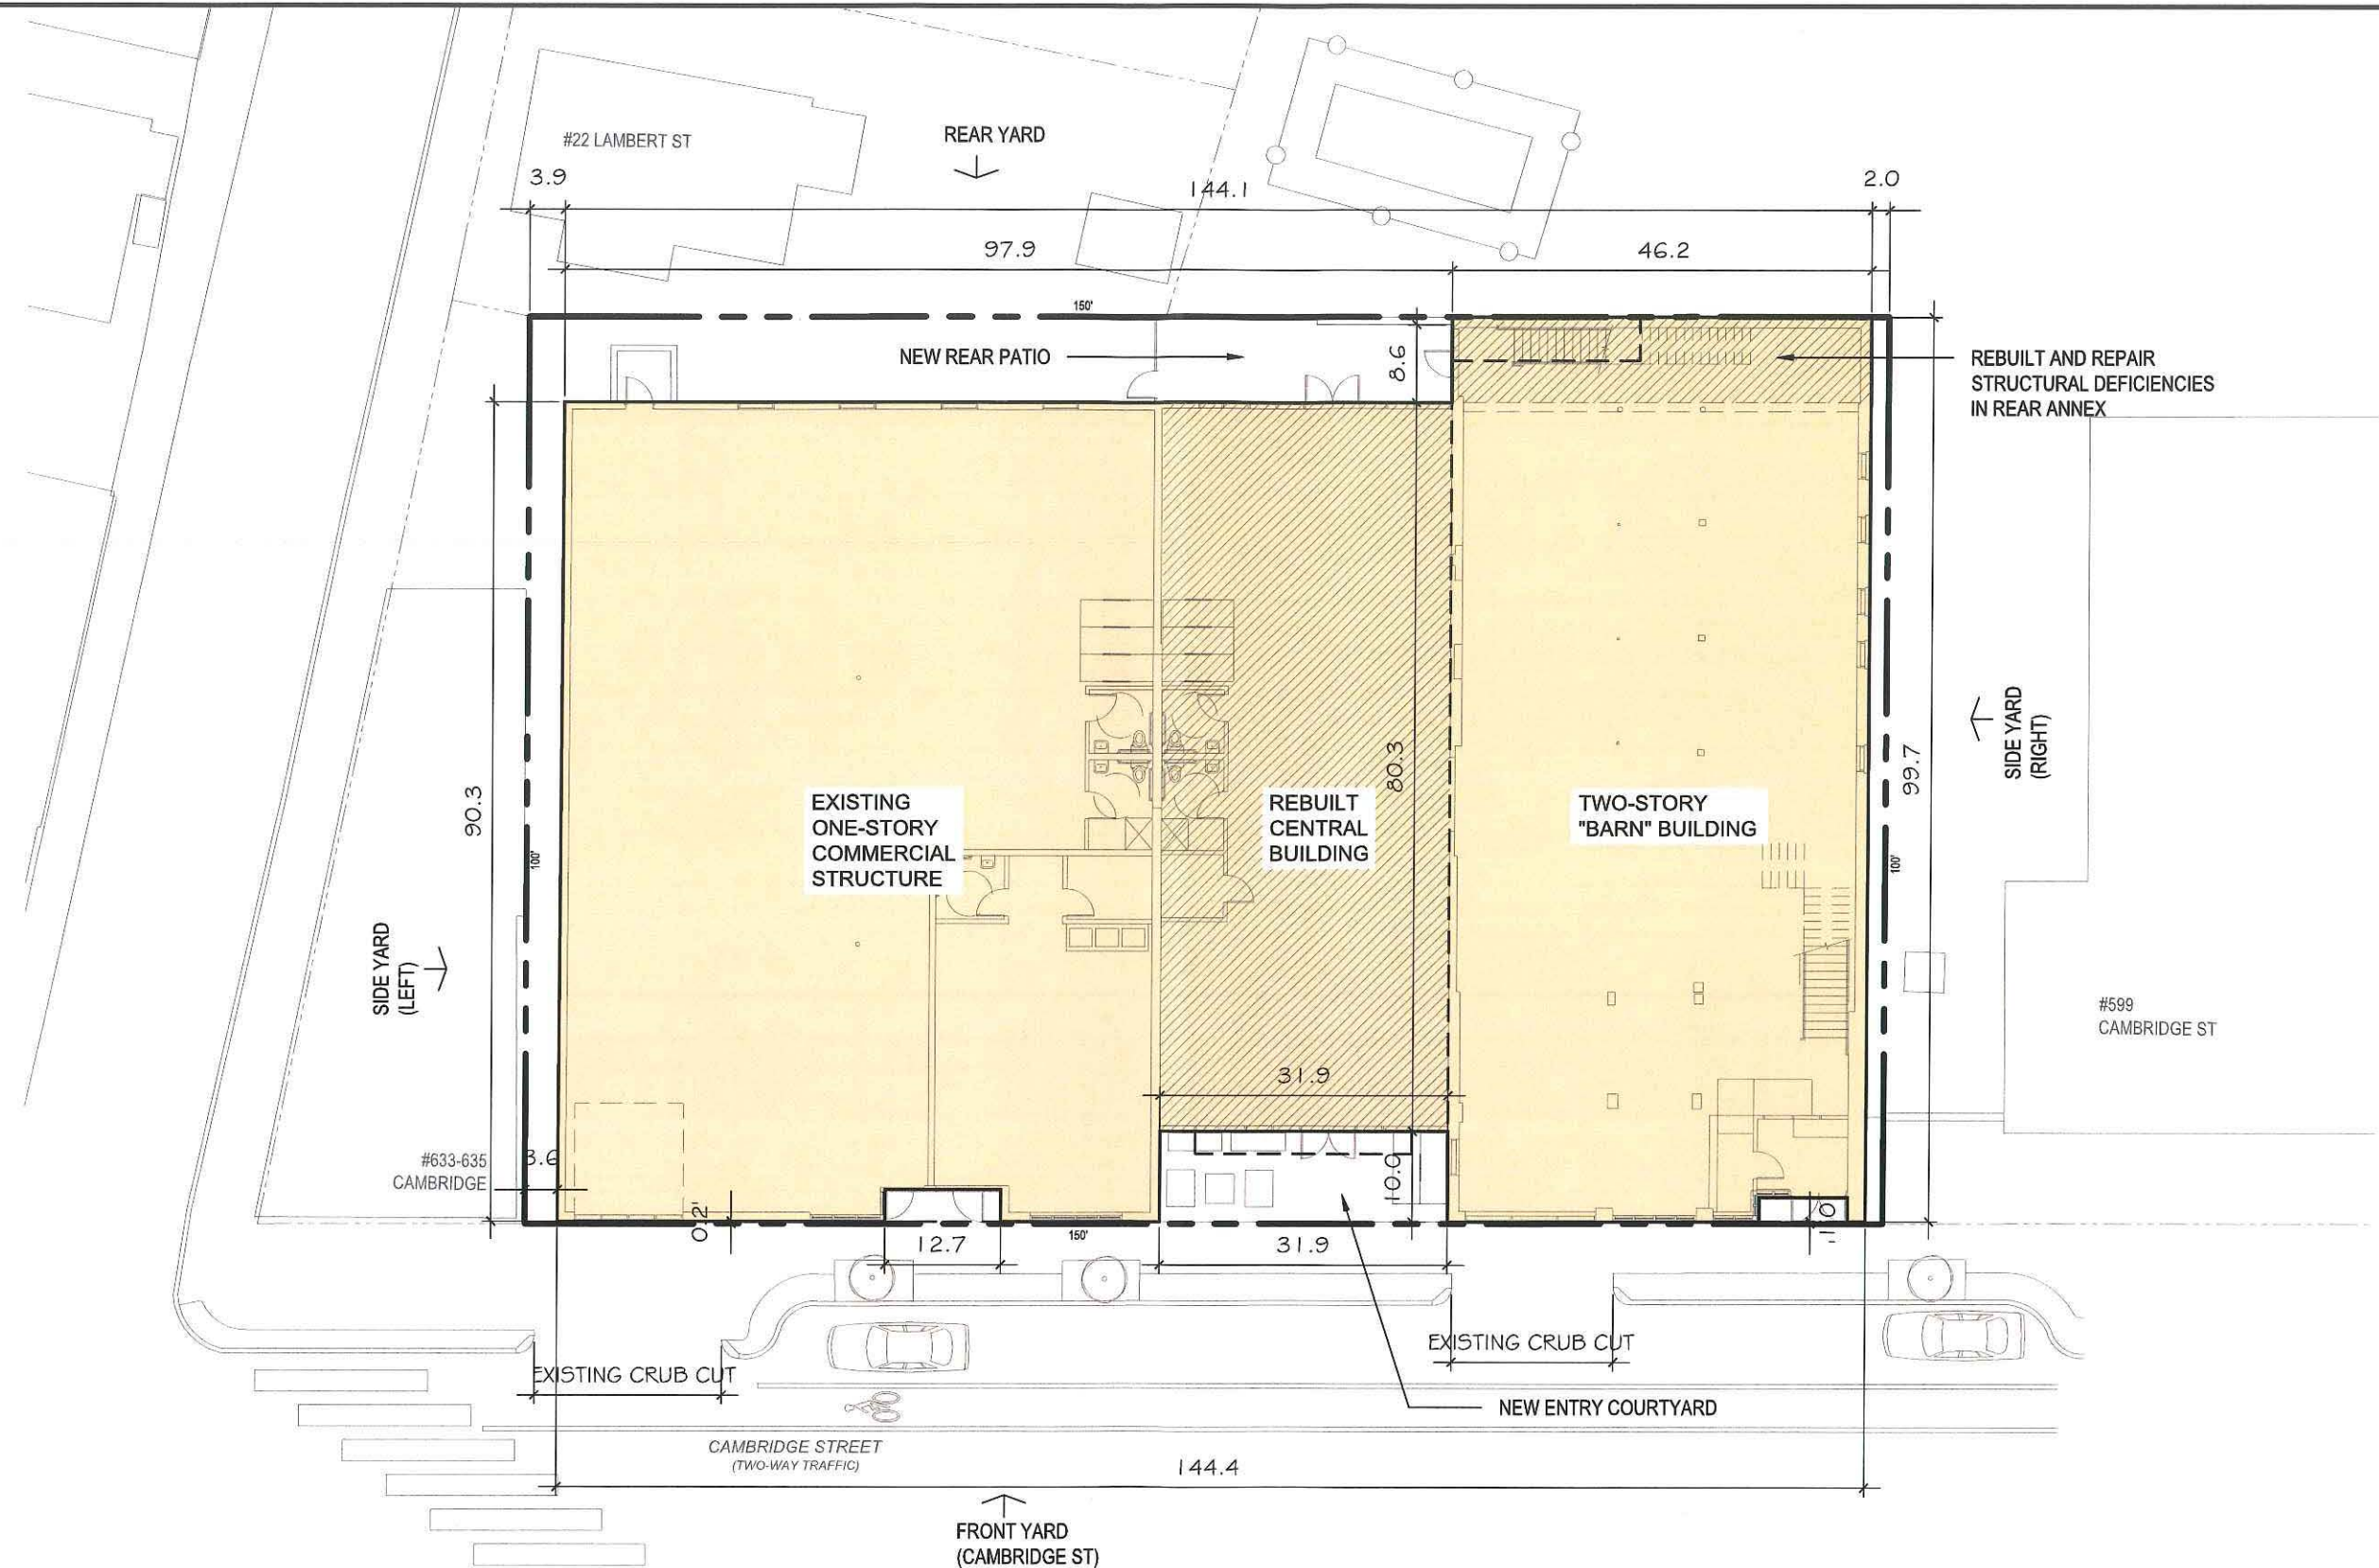 #22 LAMBERT ST
REAR YARD
3.9
144.1
2.0
97.9
46.2
150'
NEW REAR PATIO
8.6
REBUILT AND REPAIR
STRUCTURAL DEFICIENCIES
IN REAR ANNEX
SIDE YARD
(RIGHT)
99.7
80.3
90.3
EXISTING
ONE-STORY
COMMERCIAL
STRUCTURE
REBUILT
CENTRAL
BUILDING
TWO-STORY
"BARN" BUILDING
100'
100'
SIDE YARD
(LEFT)
#599
CAMBRIDGE ST
31.9
#633-635
CAMBRIDGE
3.6
10.0
0.2'
1.0'
12.7
150'
31.9
EXISTING CRUB CUT
EXISTING CRUB CUT
NEW ENTRY COURTYARD
CAMBRIDGE STREET
(TWO-WAY TRAFFIC)
144.4
FRONT YARD
(CAMBRIDGE ST)